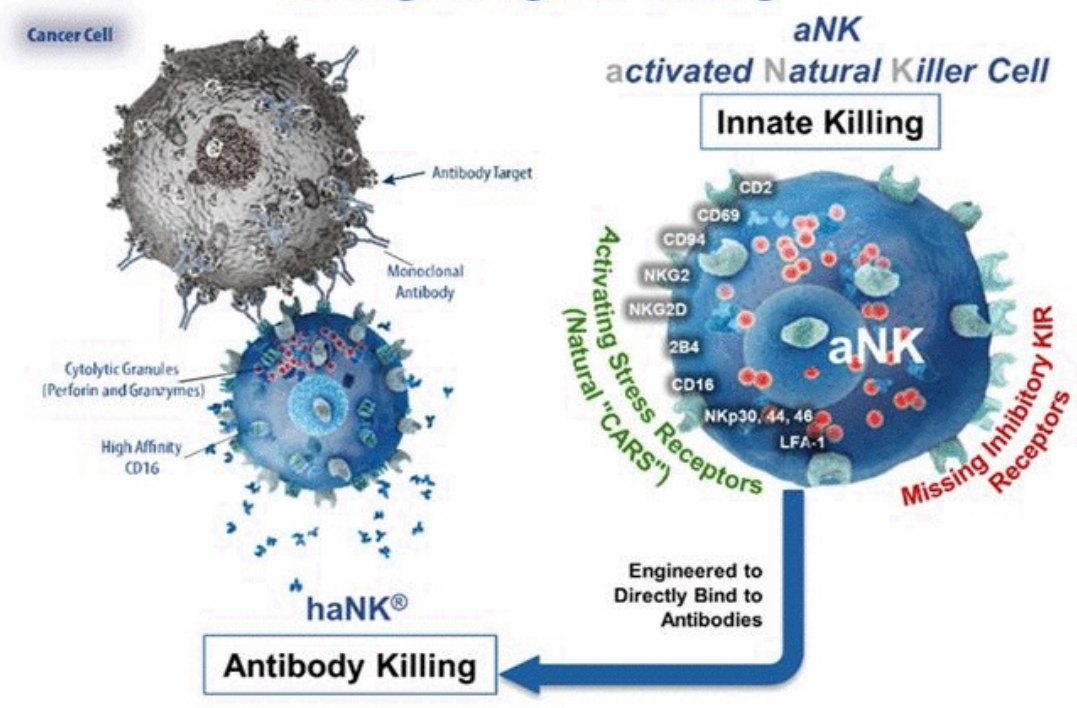 Cancer Cell
Antibody Target
Monoclonal
Antibody
Cytolytic Granules
(Perforin and Granzymes)
High Affinity
CD16
haNK®
Antibody Killing
aNK
activated Natural Killer Cell
Innate Killing
CD2
CD69
CD94
NKG2
NKG2D
2B4
CD16
NKp30, 44, 46
LFA-1
aNK
Activating Stress Receptors
(Natural "CARS")
Missing Inhibitory KIR
Receptors
Engineered to
Directly Bind to
Antibodies